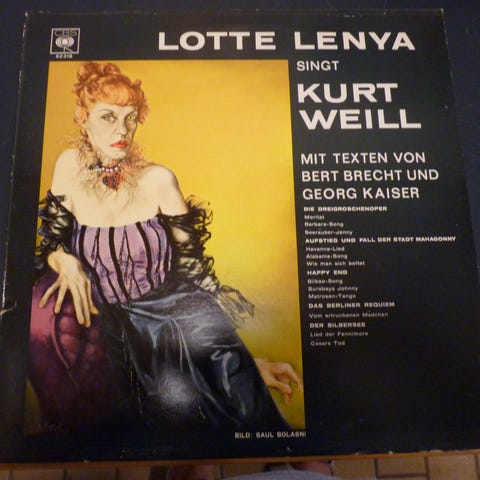 CBS
62 218
LOTTE LENYA
SINGT
KURT
WEILL
MIT TEXTEN VON
BERT BRECHT UND
GEORG KAISER
DIE DREIGROSCHENOPER
Moritat
Barbara-Song
Seeräuber-Jenny
AUFSTIEG UND FALL DER STADT MAHAGONNY
Havanna-Lied
Alabama-Song
Wie man sich bettet
HAPPY END
Bilbao-Song
Surabaya Johnny
Matrosen-Tango
DAS BERLINER REQUIEM
Vom ertrunkenen Mädchen
DER SILBERSEE
Lied der Fennimore
Cäsars Tod
BILD: SAUL BOLASNI